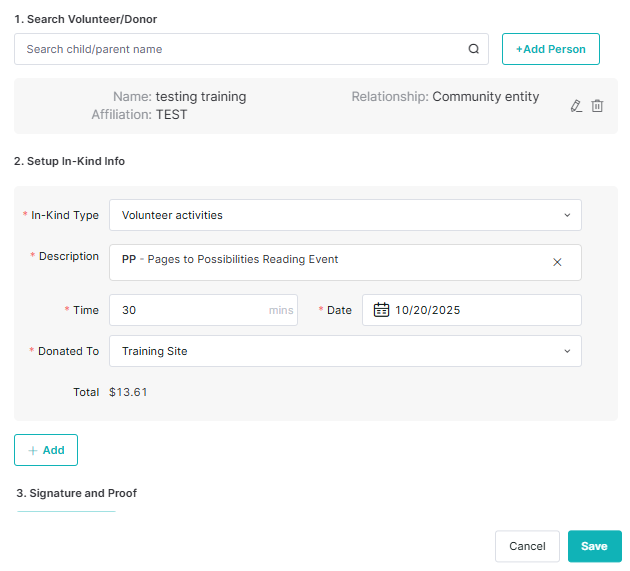 1. Search Volunteer/Donor
Search child/parent name
+Add Person
Name: testing training Relationship: Community entity
Affiliation: TEST
2. Setup In-Kind Info
* In-Kind Type Volunteer activities
* Description PP - Pages to Possibilities Reading Event
* Time 30 mins * Date 10/20/2025
* Donated To Training Site
Total $13.61
+ Add
3. Signature and Proof
Cancel Save